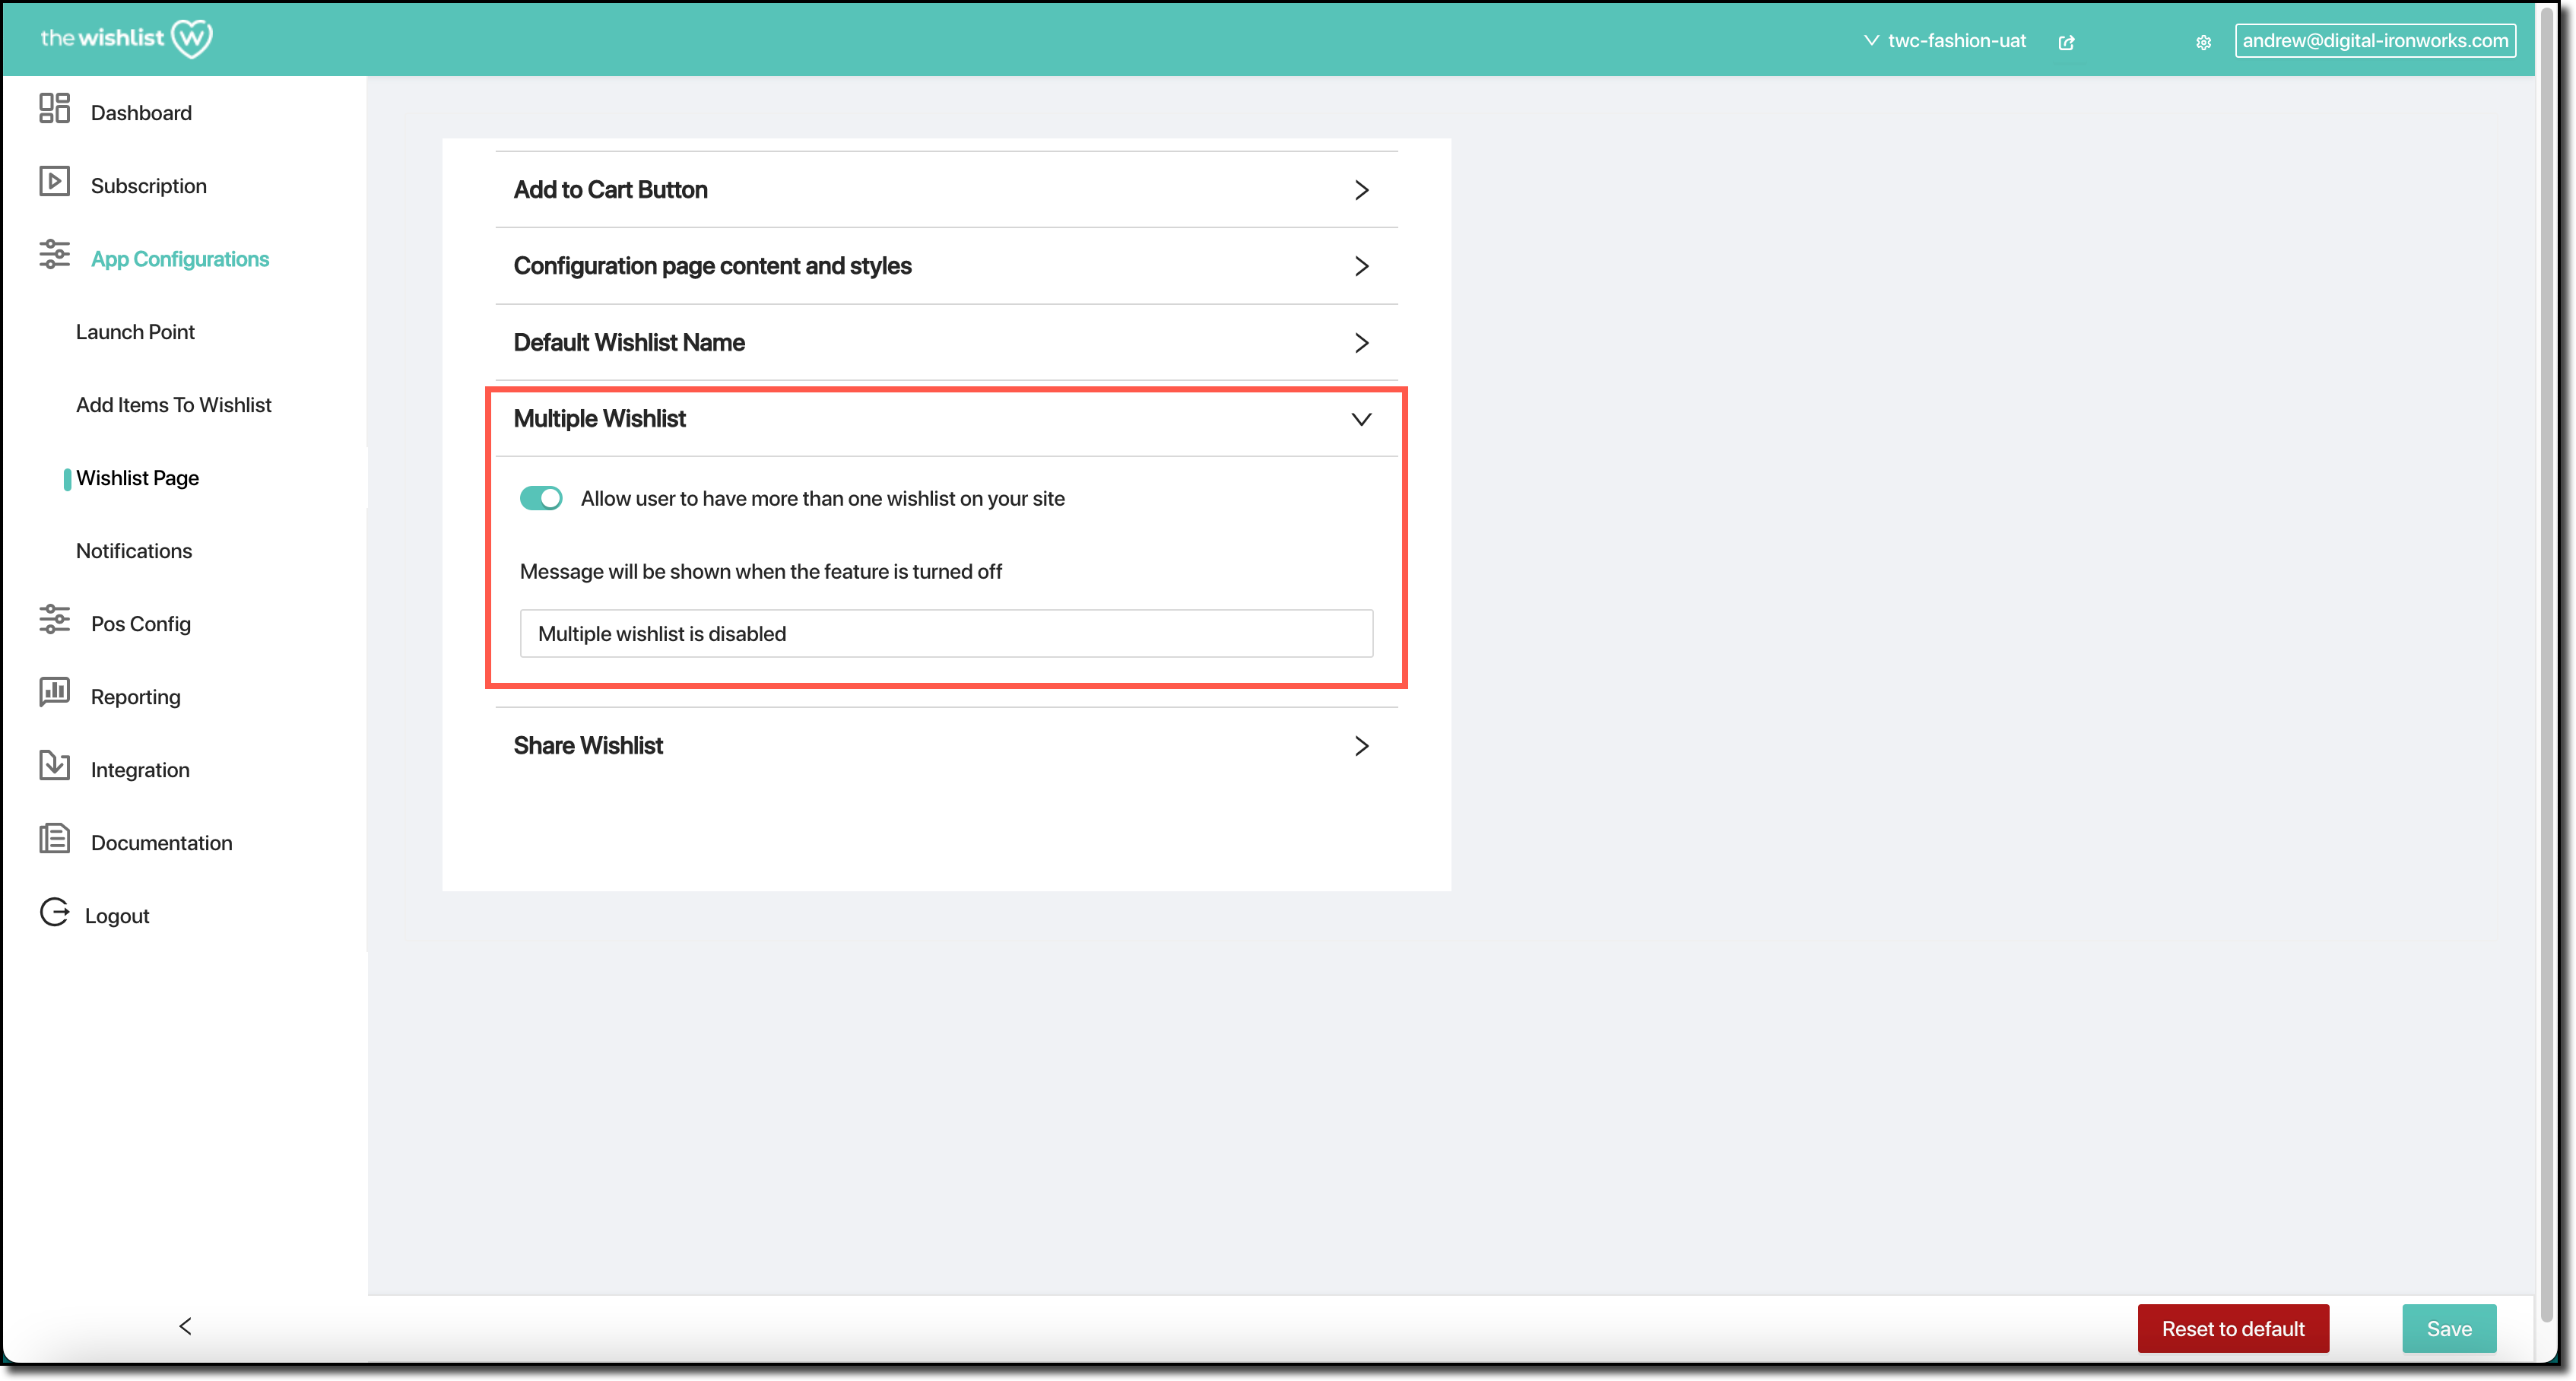 the wishlist W
twc-fashion-uat
andrew@digital-ironworks.com
Dashboard
Subscription
App Configurations
Launch Point
Add Items To Wishlist
Wishlist Page
Notifications
Pos Config
Reporting
Integration
Documentation
Logout
Add to Cart Button
Configuration page content and styles
Default Wishlist Name
Multiple Wishlist
Allow user to have more than one wishlist on your site
Message will be shown when the feature is turned off
Multiple wishlist is disabled
Share Wishlist
Reset to default
Save